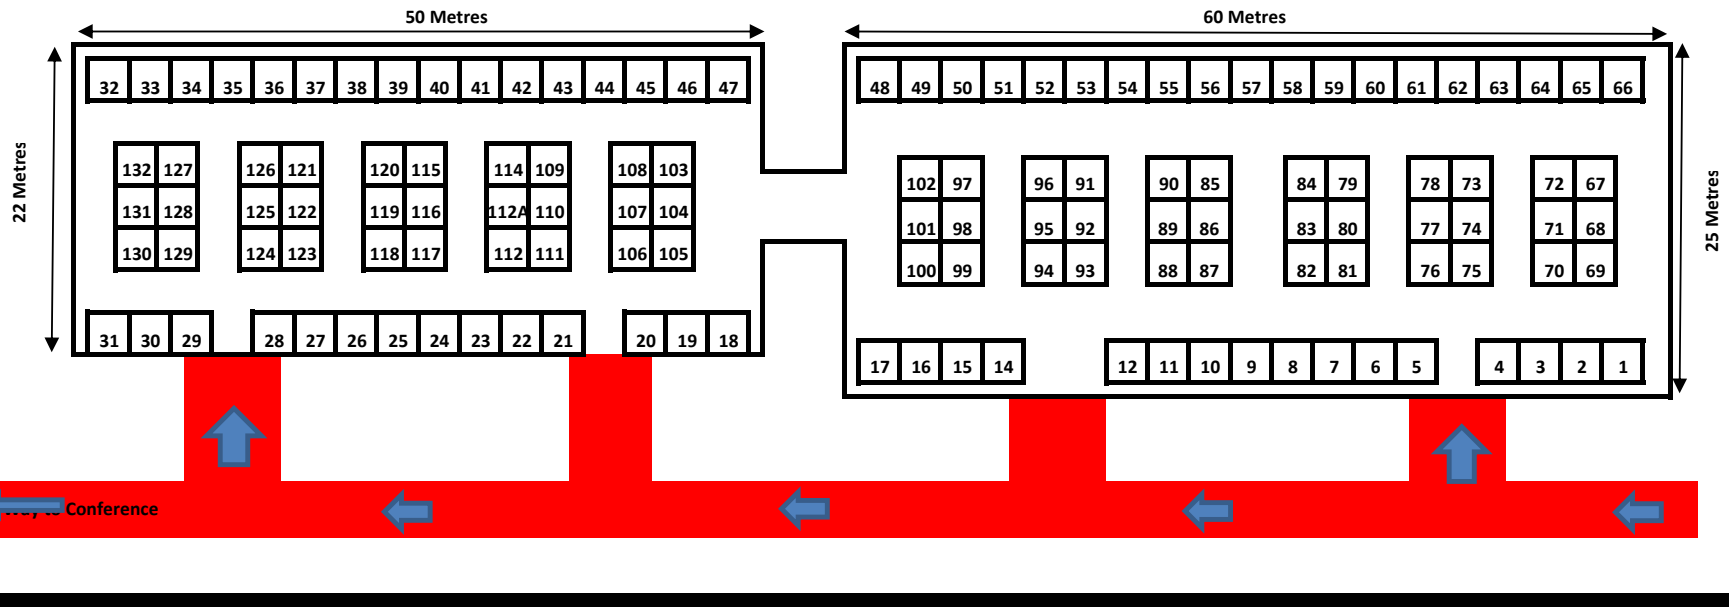 50 Metres 60 Metres
32 33 34 35 36 37 38 39 40 41 42 43 44 45 46 47 48 49 50 51 52 53 54 55 56 57 58 59 60 61 62 63 64 65 66
22 Metres
25 Metres
132 127 126 121 120 115 114 109 108 103 102 97 96 91 90 85 84 79 78 73 72 67
131 128 125 122 119 116 112A 110 107 104 101 98 95 92 89 86 83 80 77 74 71 68
130 129 124 123 118 117 112 111 106 105 100 99 94 93 88 87 82 81 76 75 70 69
31 30 29 28 27 26 25 24 23 22 21 20 19 18
17 16 15 14 12 11 10 9 8 7 6 5 4 3 2 1
Way to Conference